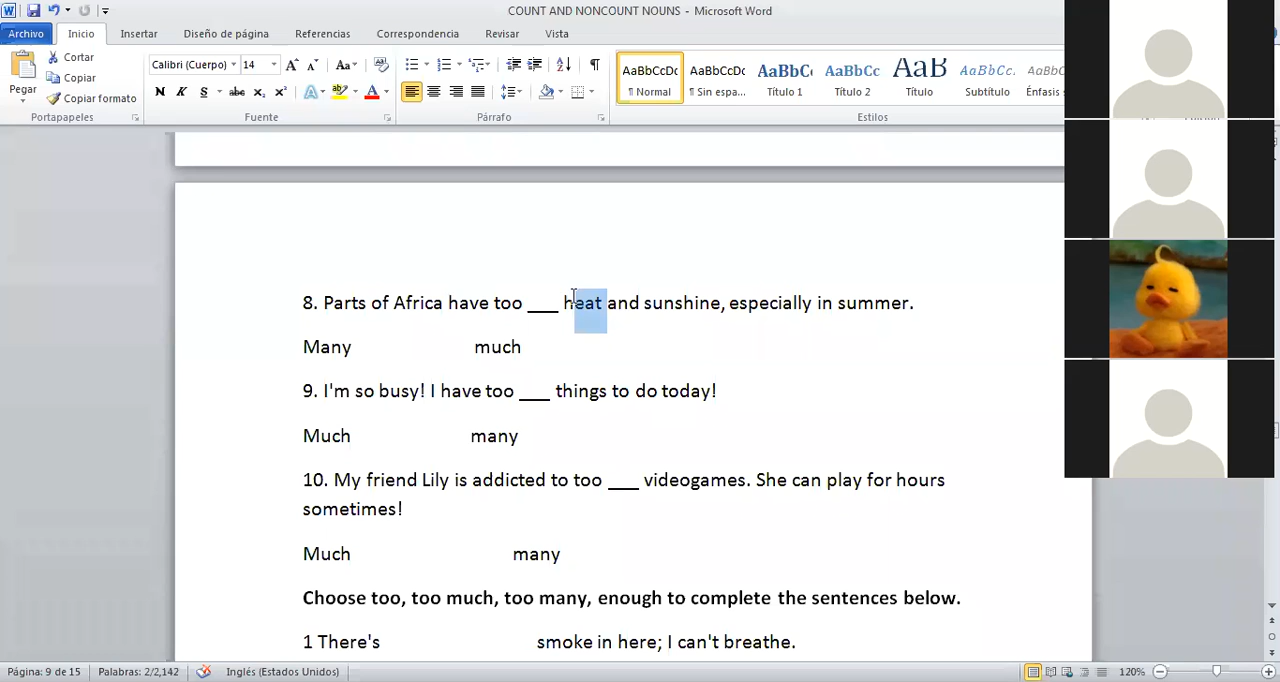 COUNT AND NONCOUNT NOUNS - Microsoft Word
Archivo Inicio Insertar Diseño de página Referencias Correspondencia Revisar Vista
Pegar
Cortar
Copiar
Copiar formato
Portapapeles
Calibri (Cuerpo) 14
Fuente
Párrafo
AaBbCcDc AaBbCcDc AaBbC AaBbCc AaB AaBbCc. AaBbC
¶ Normal ¶ Sin espa... Título 1 Título 2 Título Subtítulo Énfasis
Estilos
8. Parts of Africa have too ___ heat and sunshine, especially in summer.
Many much
9. I'm so busy! I have too ___ things to do today!
Much many
10. My friend Lily is addicted to too ___ videogames. She can play for hours
sometimes!
Much many
Choose too, too much, too many, enough to complete the sentences below.
1 There's smoke in here; I can't breathe.
Página: 9 de 15 Palabras: 2/2,142 Inglés (Estados Unidos) 120%